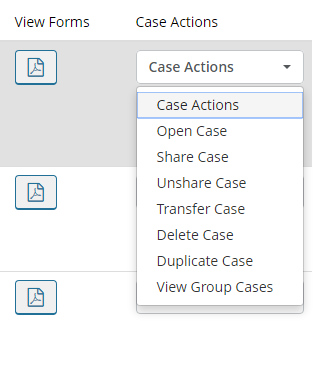 View Forms Case Actions
Case Actions
Case Actions
Open Case
Share Case
Unshare Case
Transfer Case
Delete Case
Duplicate Case
View Group Cases